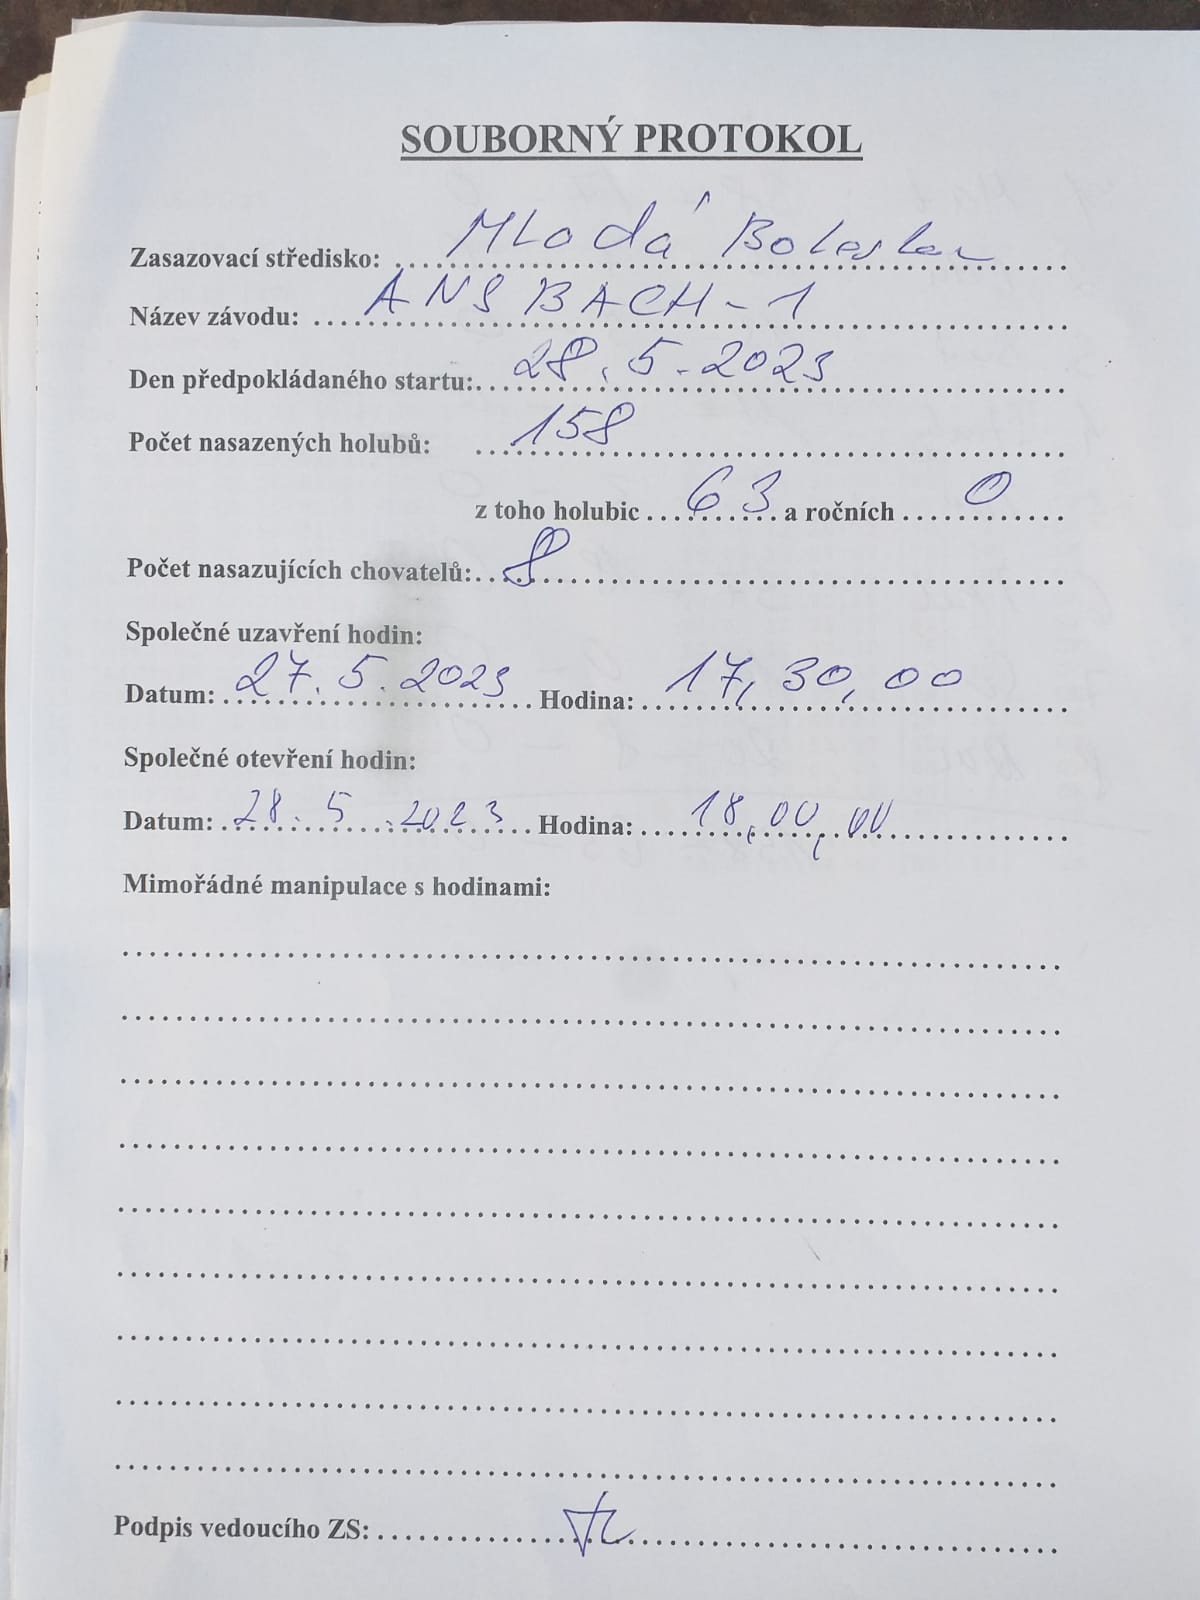 SOUBORNÝ PROTOKOL
Zasazovací středisko: Mladá Boleslav
Název závodu: ANSBACH-1
Den předpokládaného startu: 28.5.2023
Počet nasazených holubů: 158
z toho holubic 63 a ročních 0
Počet nasazujících chovatelů: 8
Společné uzavření hodin:
Datum: 27.5.2023 Hodina: 17,30,00
Společné otevření hodin:
Datum: 28.5.2023 Hodina: 18,00,00
Mimořádné manipulace s hodinami:
Podpis vedoucího ZS: